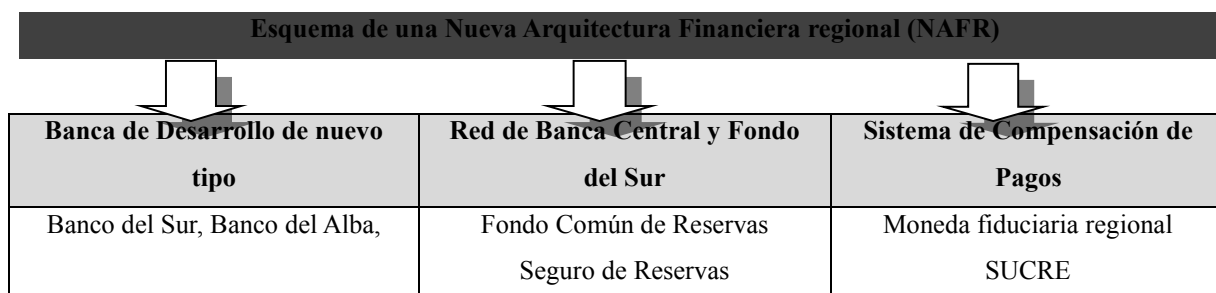 Esquema de una Nueva Arquitectura Financiera regional (NAFR)
Banca de Desarrollo de nuevo
tipo
Red de Banca Central y Fondo
del Sur
Sistema de Compensación de
Pagos
Banco del Sur, Banco del Alba,
Fondo Común de Reservas
Seguro de Reservas
Moneda fiduciaria regional
SUCRE